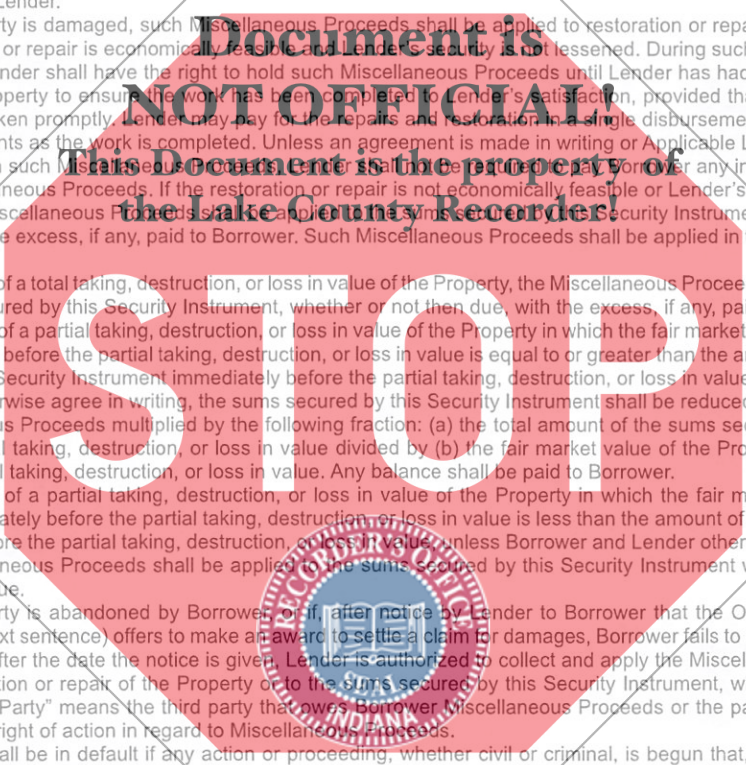 Lender.
ty is damaged, such Miscellaneous Proceeds shall be applied to restoration or repa
or repair is economically feasible and Lender's security is not lessened. During such
nder shall have the right to hold such Miscellaneous Proceeds until Lender has had
operty to ensure work has been completed to Lender's satisfaction, provided tha
ken promptly. Lender may pay for the repairs and restoration in a single disburseme
nts as the work is completed. Unless an agreement is made in writing or Applicable L
such Miscellaneous Proceeds, Lender shall not be required to pay Borrower any in
neous Proceeds. If the restoration or repair is not economically feasible or Lender's
scellaneous Proceeds shall be applied to the sums secured by this Security Instrume
e excess, if any, paid to Borrower. Such Miscellaneous Proceeds shall be applied in
Document is
NOT OFFICIAL!
This Document is the property of
the Lake County Recorder!
STOP
of a total taking, destruction, or loss in value of the Property, the Miscellaneous Procee
ured by this Security Instrument, whether or not then due, with the excess, if any, pa
of a partial taking, destruction, or loss in value of the Property in which the fair market
before the partial taking, destruction, or loss in value is equal to or greater than the a
Security Instrument immediately before the partial taking, destruction, or loss in value
rwise agree in writing, the sums secured by this Security Instrument shall be reduced
us Proceeds multiplied by the following fraction: (a) the total amount of the sums sec
l taking, destruction, or loss in value divided by (b) the fair market value of the Pro
l taking, destruction, or loss in value. Any balance shall be paid to Borrower.
of a partial taking, destruction, or loss in value of the Property in which the fair m
ately before the partial taking, destruction, or loss in value is less than the amount of
ore the partial taking, destruction, or loss in value, unless Borrower and Lender other
neous Proceeds shall be applied to the sums secured by this Security Instrument w
ue.
rty is abandoned by Borrower, or if, after notice by Lender to Borrower that the O
xt sentence) offers to make an award to settle a claim for damages, Borrower fails to
fter the date the notice is given, Lender is authorized to collect and apply the Miscel
tion or repair of the Property or to the sums secured by this Security Instrument, w
Party" means the third party that owes Borrower Miscellaneous Proceeds or the pa
right of action in regard to Miscellaneous Proceeds.
all be in default if any action or proceeding, whether civil or criminal, is begun that,
RECORDER'S OFFICE
INDIANA